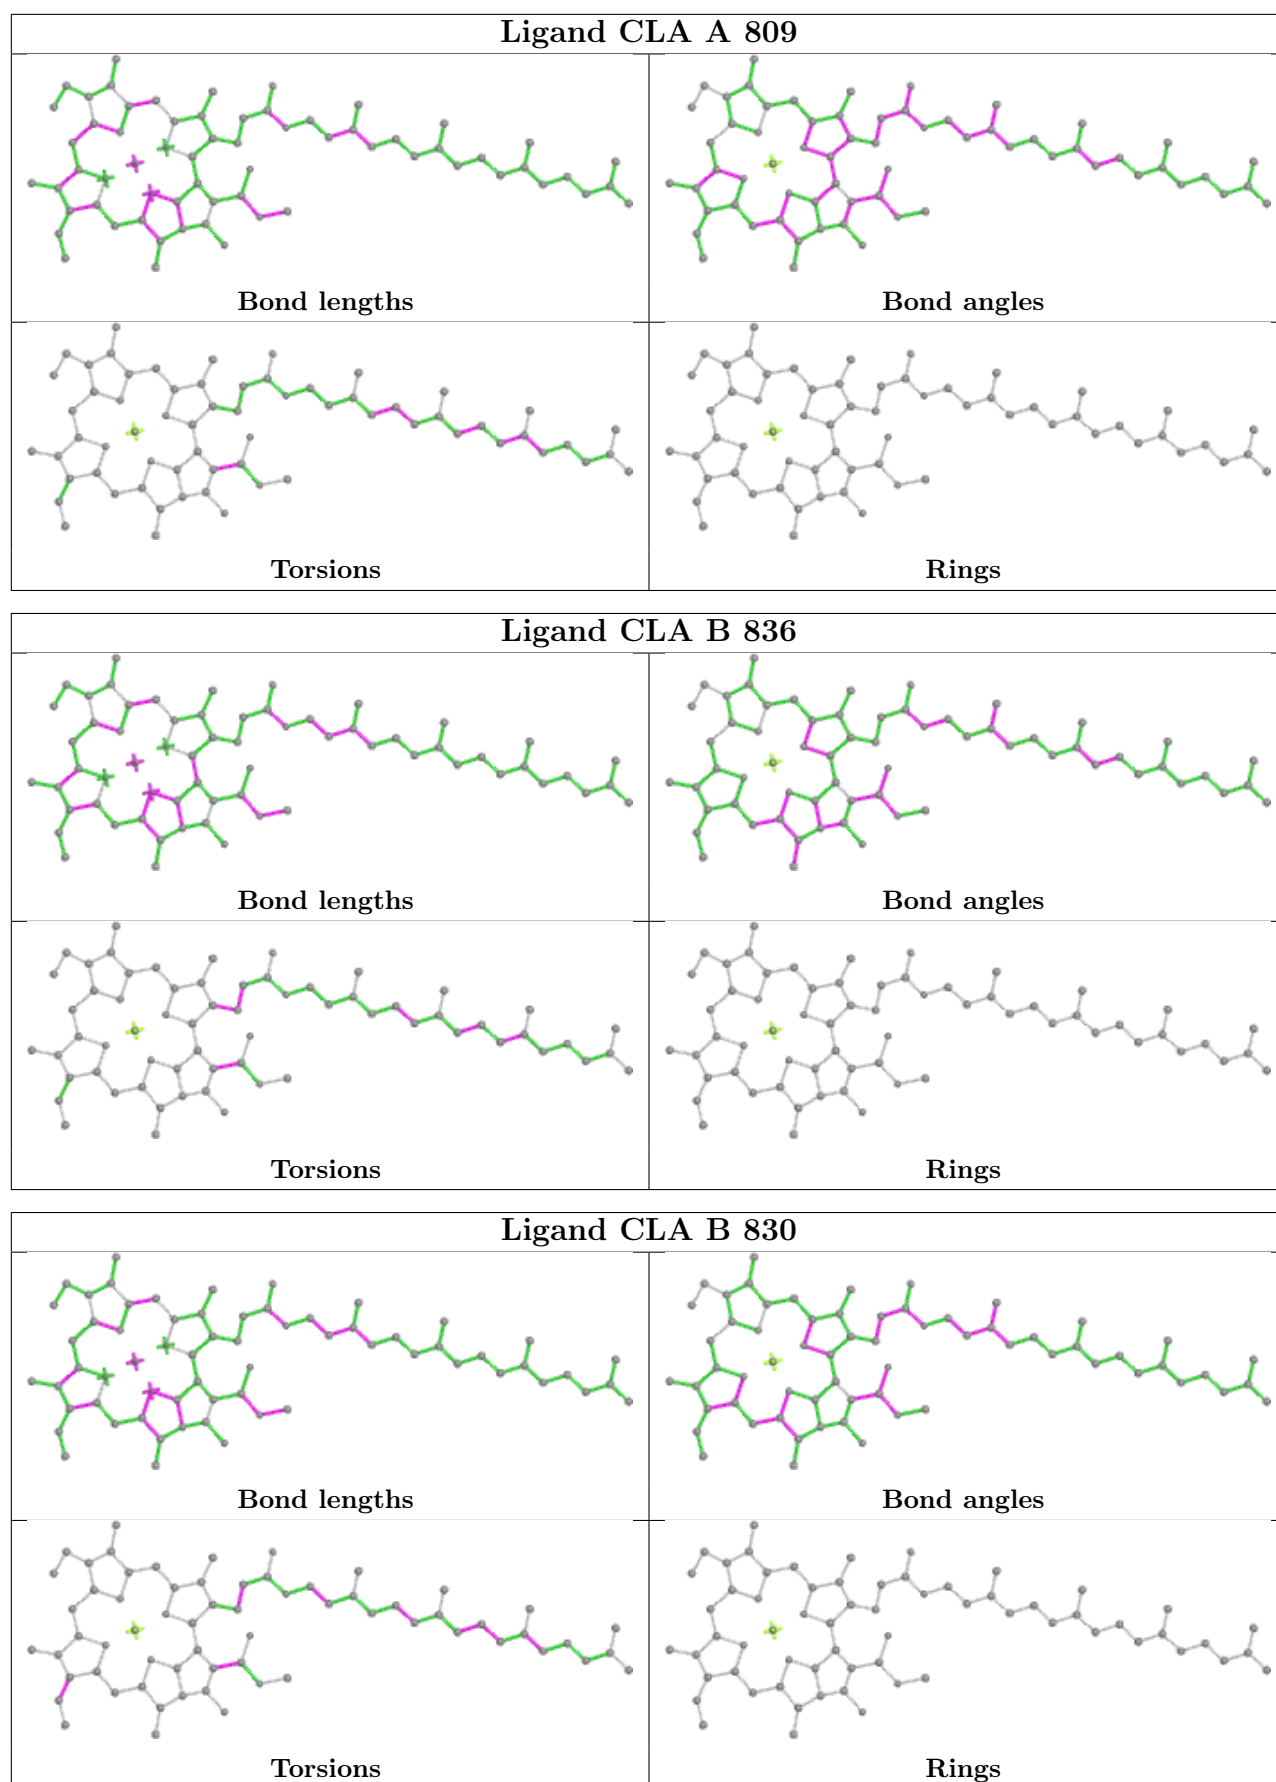 Ligand CLA A 809
Bond lengths
Bond angles
Torsions
Rings
Ligand CLA B 836
Bond lengths
Bond angles
Torsions
Rings
Ligand CLA B 830
Bond lengths
Bond angles
Torsions
Rings